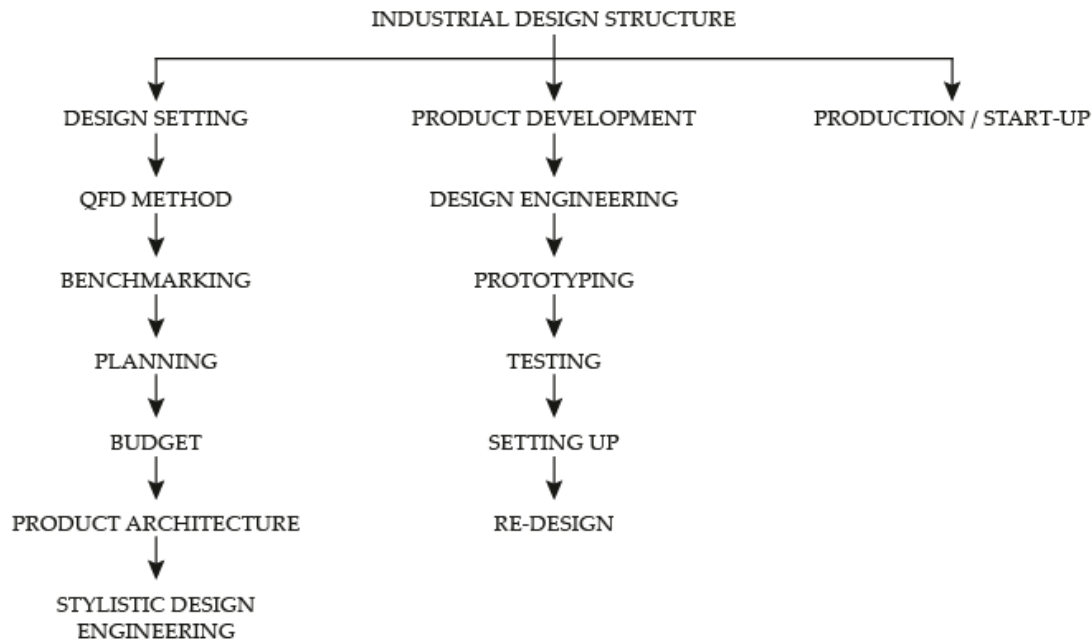 INDUSTRIAL DESIGN STRUCTURE
DESIGN SETTING
QFD METHOD
BENCHMARKING
PLANNING
BUDGET
PRODUCT ARCHITECTURE
STYLISTIC DESIGN
ENGINEERING
PRODUCT DEVELOPMENT
DESIGN ENGINEERING
PROTOTYPING
TESTING
SETTING UP
RE-DESIGN
PRODUCTION / START-UP